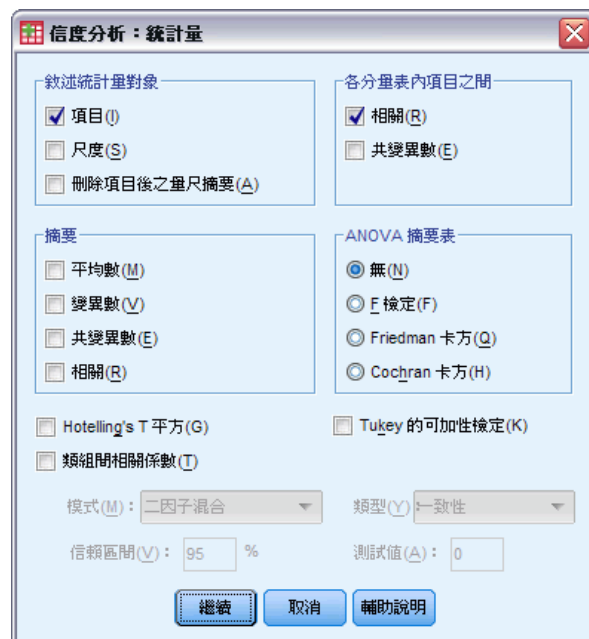 信度分析：統計量
敘述統計量對象
項目(I)
尺度(S)
刪除項目後之量尺摘要(A)
各分量表內項目之間
相關(R)
共變異數(E)
摘要
平均數(M)
變異數(V)
共變異數(E)
相關(R)
ANOVA 摘要表
無(N)
F 檢定(F)
Friedman 卡方(Q)
Cochran 卡方(H)
Hotelling's T 平方(G)
Tukey 的可加性檢定(K)
類組間相關係數(T)
模式(M)：二因子混合
類型(Y)：一致性
信賴區間(V)：95 %
測試值(A)：0
繼續 取消 輔助說明